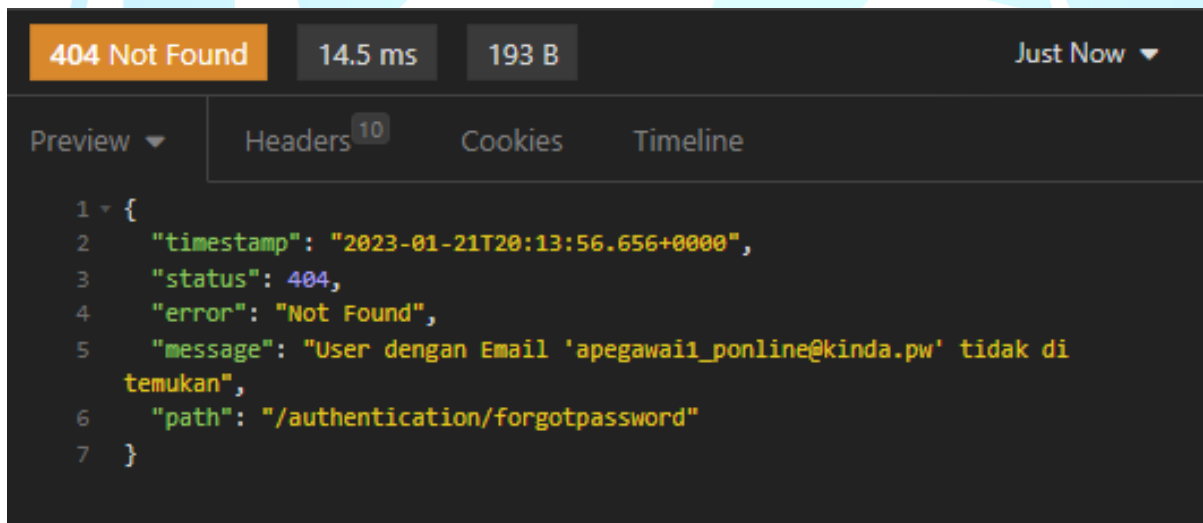 404 Not Found 14.5 ms 193 B Just Now
Preview Headers 10 Cookies Timeline
1 {
2 "timestamp": "2023-01-21T20:13:56.656+0000",
3 "status": 404,
4 "error": "Not Found",
5 "message": "User dengan Email 'apegawai1_ponline@kinda.pw' tidak di
temukan",
6 "path": "/authentication/forgotpassword"
7 }